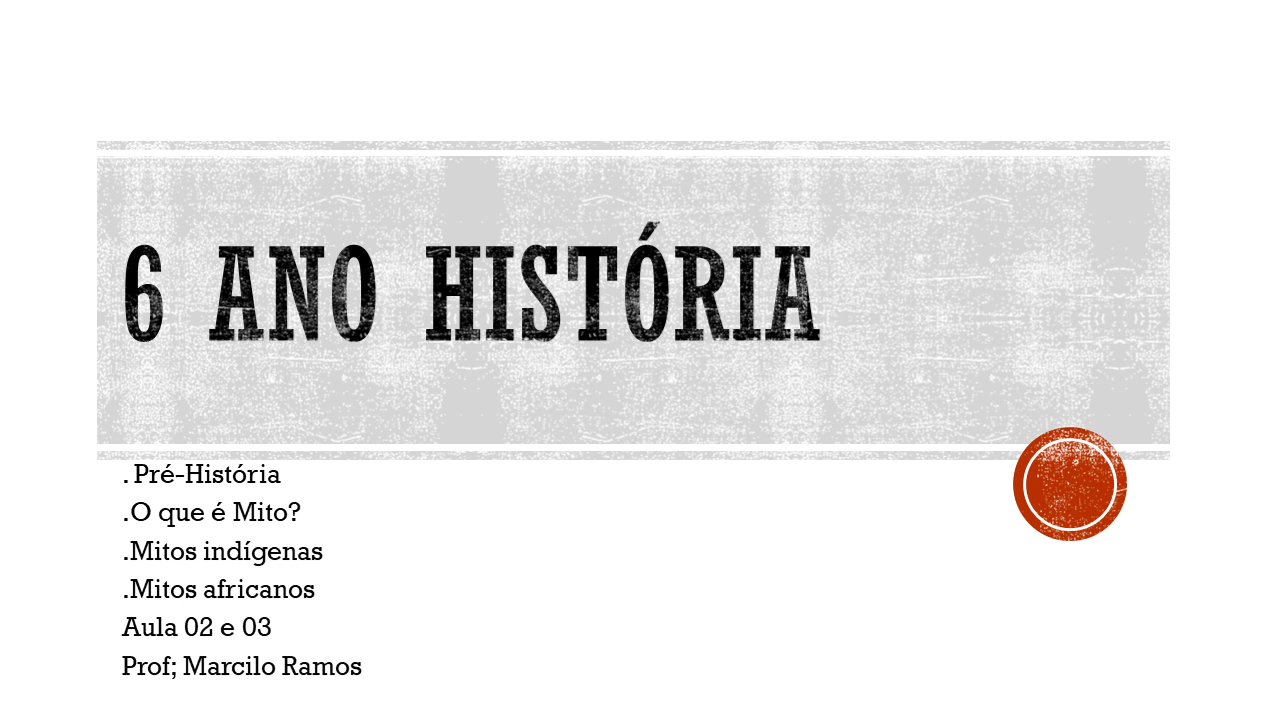 6 ANO HISTÓRIA
. Pré-História
.O que é Mito?
.Mitos indígenas
.Mitos africanos
Aula 02 e 03
Prof; Marcilo Ramos